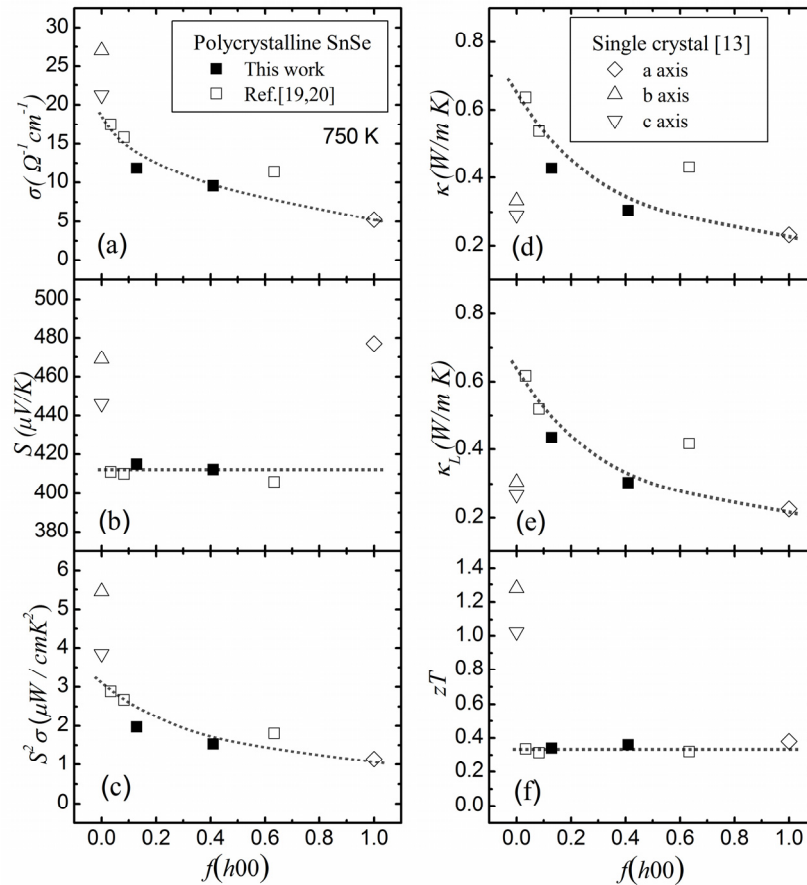 30
25
20
15
10
5
0
σ( Ω⁻¹cm⁻¹)
Polycrystalline SnSe
This work
Ref.[19,20]
750 K
(a)
500
480
460
440
420
400
380
S (μV/K)
(b)
6
5
4
3
2
1
0
S²σ (μW / cmK²)
(c)
0.0 0.2 0.4 0.6 0.8 1.0
f(h00)
0.8
0.6
0.4
0.2
κ (W/m K)
Single crystal [13]
a axis
b axis
c axis
(d)
0.8
0.6
0.4
0.2
κL (W/m K)
(e)
1.4
1.2
1.0
0.8
0.6
0.4
0.2
0.0
zT
(f)
0.0 0.2 0.4 0.6 0.8 1.0
f(h00)